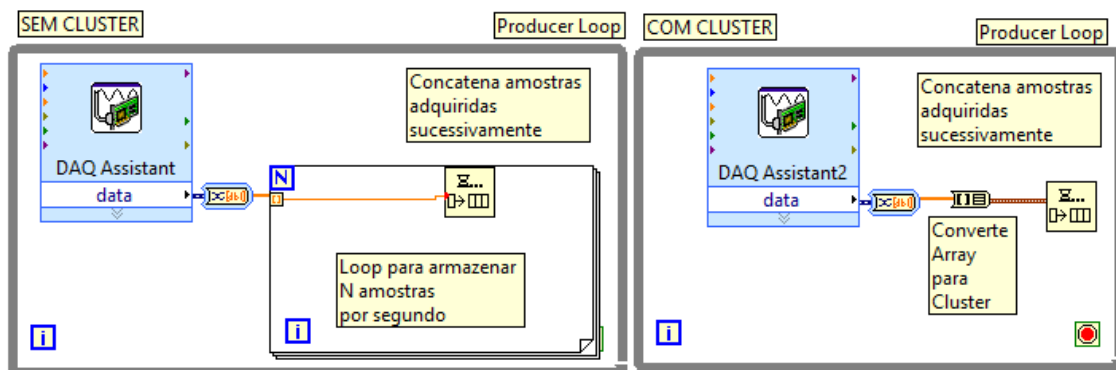 SEM CLUSTER
Producer Loop
Concatena amostras
adquiridas
sucessivamente
DAQ Assistant
data
N
Loop para armazenar
N amostras
por segundo
i
i
COM CLUSTER
Producer Loop
Concatena amostras
adquiridas
sucessivamente
DAQ Assistant2
data
Converte
Array
para
Cluster
i